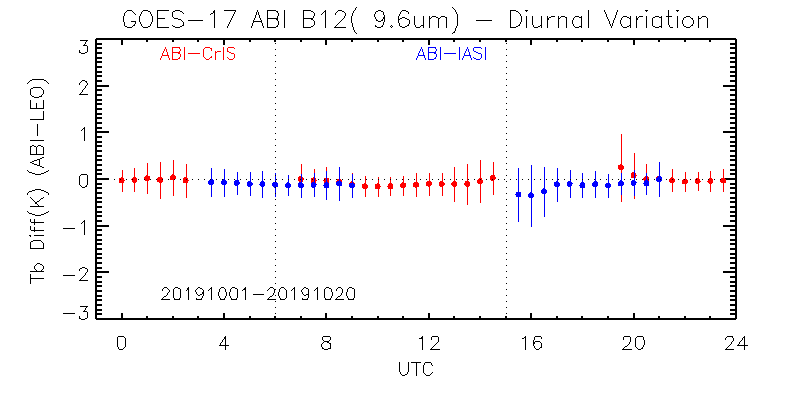 GOES-17 ABI B12( 9.6um) - Diurnal Variation
ABI-CrIS
ABI-IASI
Tb Diff(K) (ABI-LEO)
3
2
1
0
-1
-2
-3
20191001-20191020
0 4 8 12 16 20 24
UTC